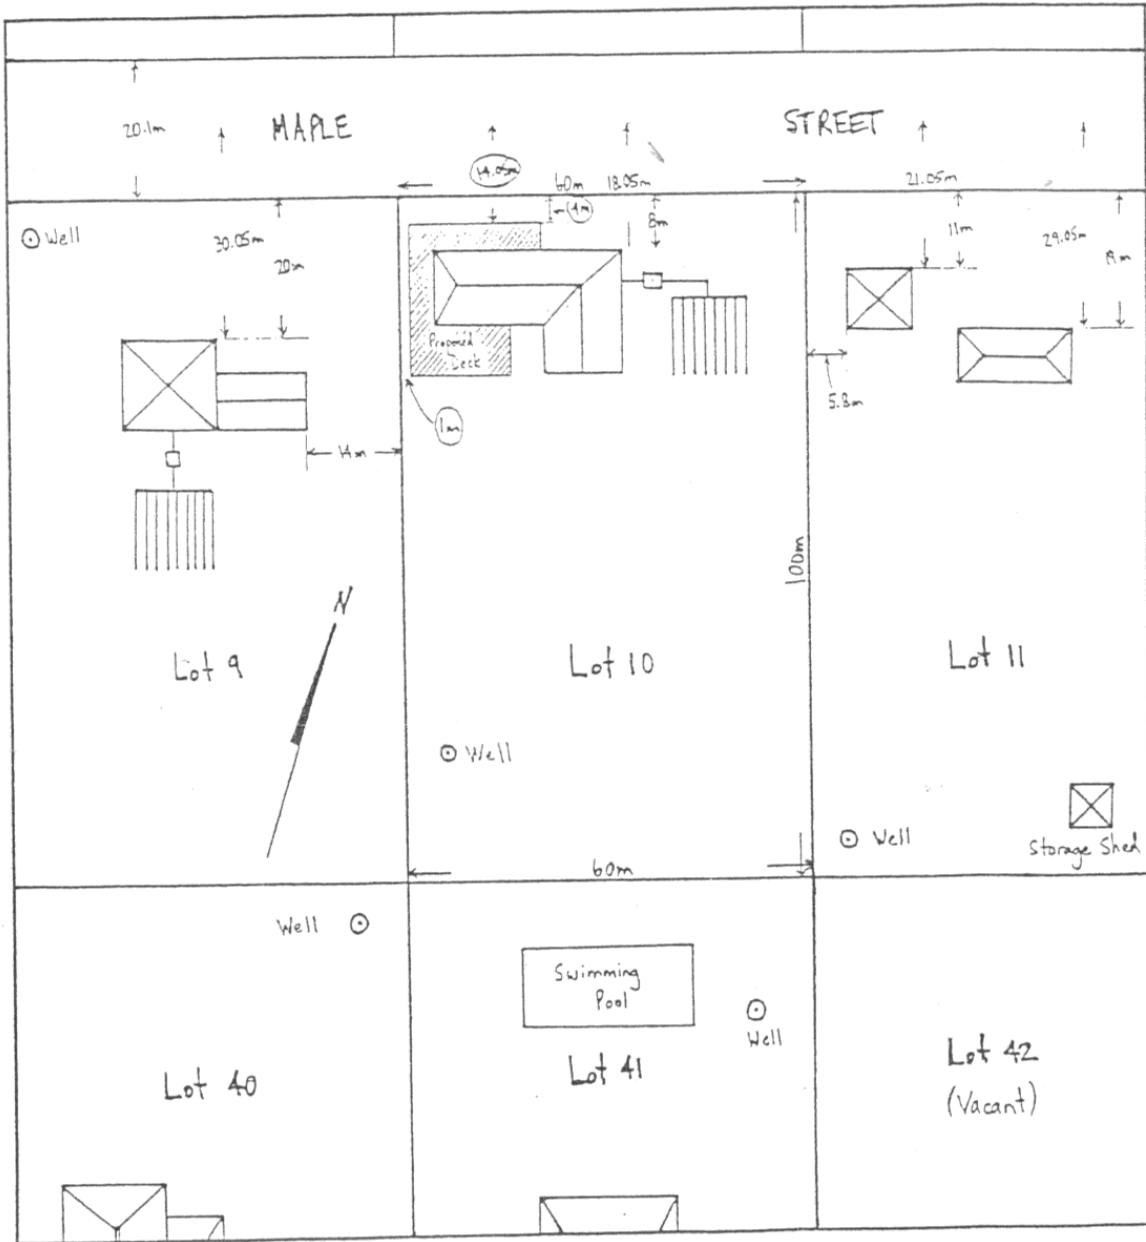 20.1m
MAPLE STREET
14.05m
60m 18.05m
21.05m
4m
8m
11m
29.05m
19m
Well
30.05m
20m
Proposed
Deck
5.8m
1m
14m
100m
N
Lot 9
Lot 10
Lot 11
Well
Well
Storage Shed
60m
Well
Swimming
Pool
Well
Lot 40
Lot 41
Lot 42
(Vacant)